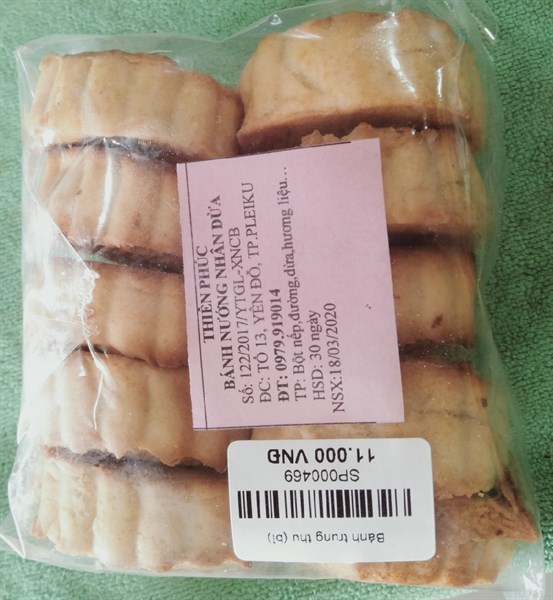 THIÊN PHÚC
BÁNH NƯỚNG NHÂN DỪA
Số: 122/2017/YTGL-XNCB
ĐC: TỔ 13, YÊN ĐỖ, TP.PLEIKU
ĐT: 0979.919014
TP: Bột nếp,đường,dừa,hương liệu...
HSD: 30 ngày
NSX:18/03/2020
Bánh trung thu (bì)
SP000469
11.000 VNĐ